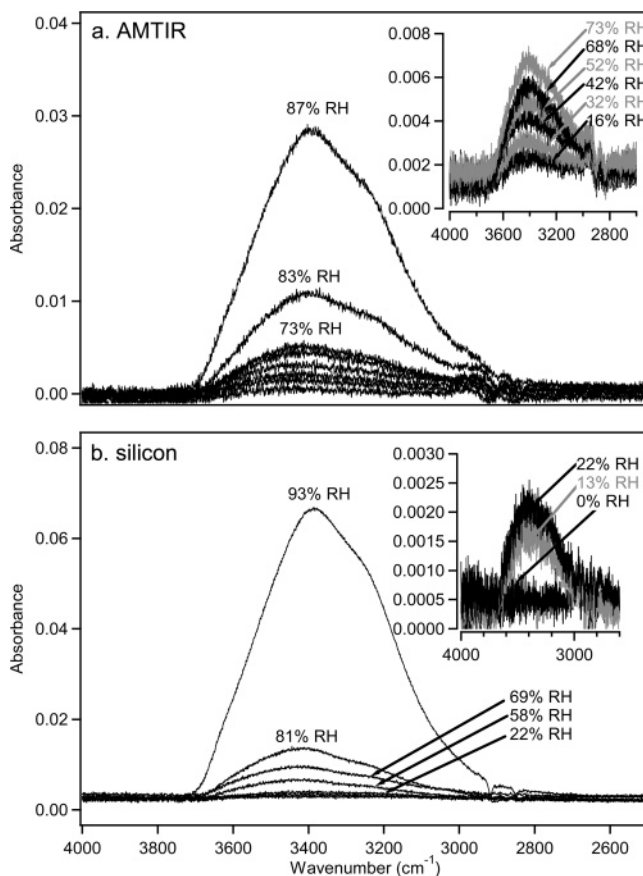 a. AMTIR
0.04
0.03
0.02
0.01
0.00
Absorbance
87% RH
83% RH
73% RH
0.008
0.006
0.004
0.002
0.000
73% RH
68% RH
52% RH
42% RH
32% RH
16% RH
4000 3600 3200 2800
b. silicon
0.08
0.06
0.04
0.02
0.00
Absorbance
93% RH
81% RH
69% RH
58% RH
22% RH
0.0030
0.0025
0.0020
0.0015
0.0010
0.0005
0.0000
22% RH
13% RH
0% RH
4000 3000
4000 3800 3600 3400 3200 3000 2800 2600
Wavenumber (cm⁻¹)